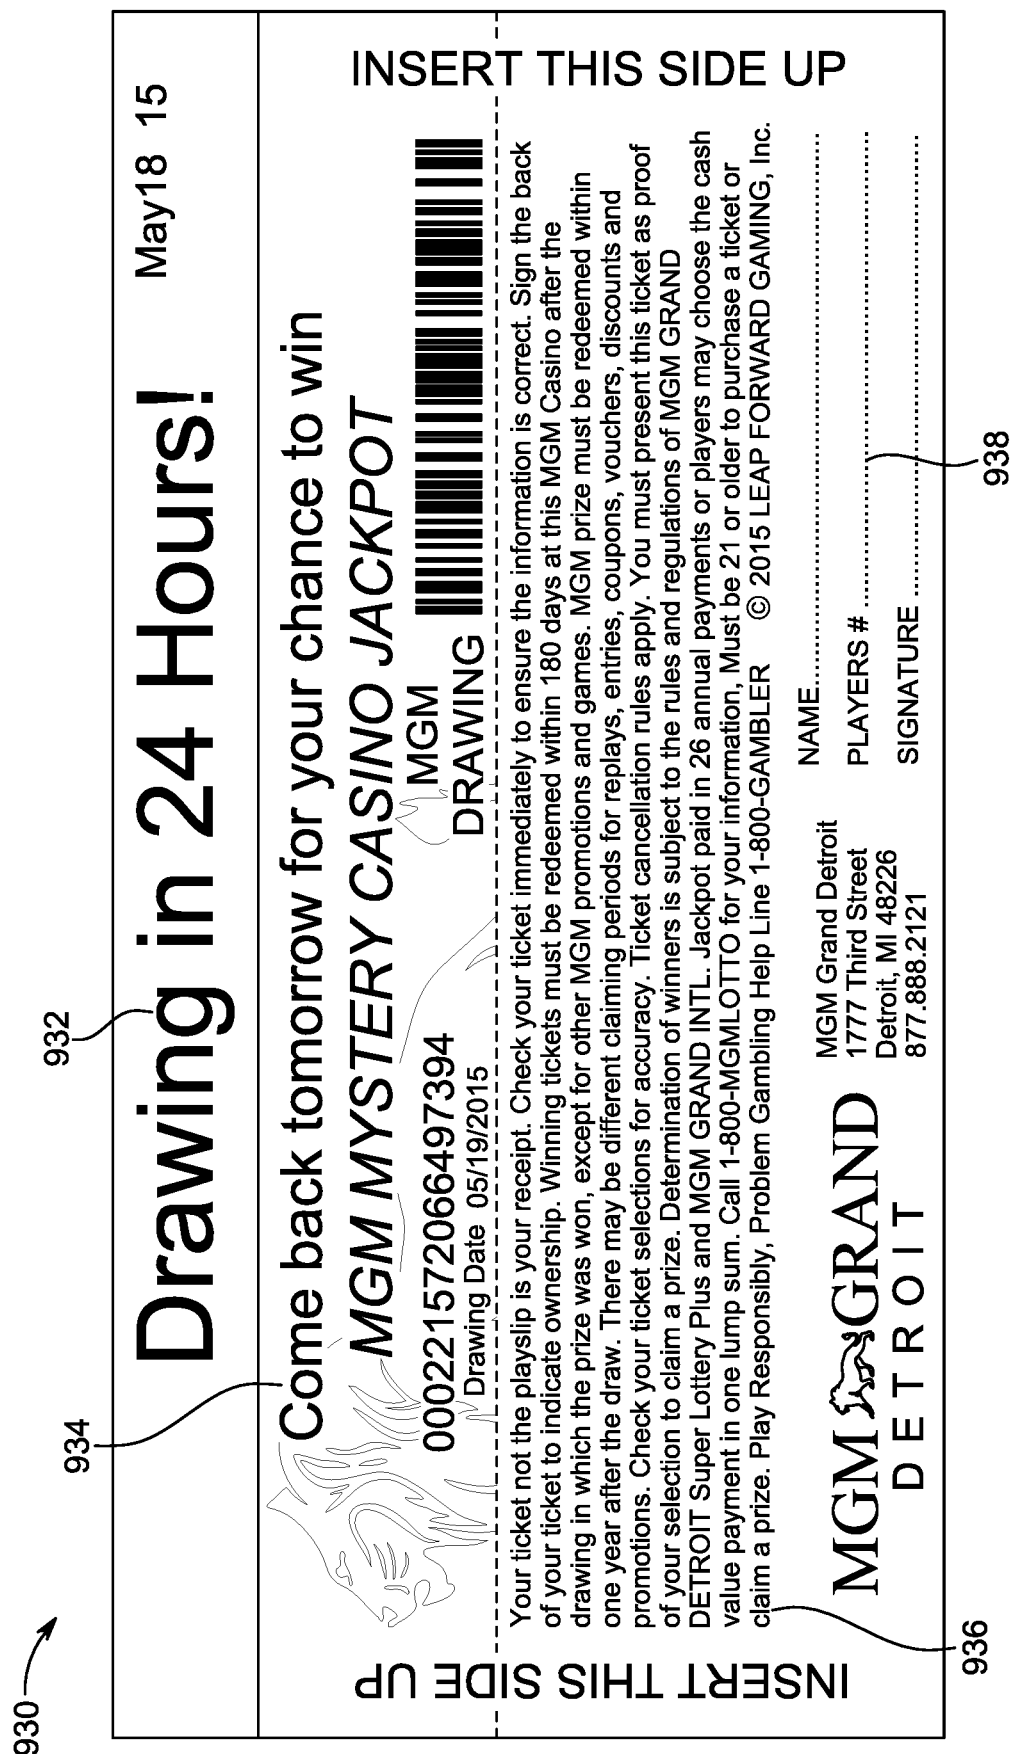 930
932
Drawing in 24 Hours! May18 15
934
Come back tomorrow for your chance to win
MGM MYSTERY CASINO JACKPOT
000221572066497394
Drawing Date 05/19/2015
MGM
DRAWING
INSERT THIS SIDE UP
INSERT THIS SIDE UP
Your ticket not the playslip is your receipt. Check your ticket immediately to ensure the information is correct. Sign the back
of your ticket to indicate ownership. Winning tickets must be redeemed within 180 days at this MGM Casino after the
drawing in which the prize was won, except for other MGM promotions and games. MGM prize must be redeemed within
one year after the draw. There may be different claiming periods for replays, entries, coupons, vouchers, discounts and
promotions. Check your ticket selections for accuracy. Ticket cancellation rules apply. You must present this ticket as proof
of your selection to claim a prize. Determination of winners is subject to the rules and regulations of MGM GRAND
DETROIT Super Lottery Plus and MGM GRAND INTL. Jackpot paid in 26 annual payments or players may choose the cash
value payment in one lump sum. Call 1-800-MGMLOTTO for your information, Must be 21 or older to purchase a ticket or
claim a prize. Play Responsibly, Problem Gambling Help Line 1-800-GAMBLER © 2015 LEAP FORWARD GAMING, Inc.
936
MGM GRAND
DETROIT
MGM Grand Detroit
1777 Third Street
Detroit, MI 48226
877.888.2121
NAME
PLAYERS #
SIGNATURE
938